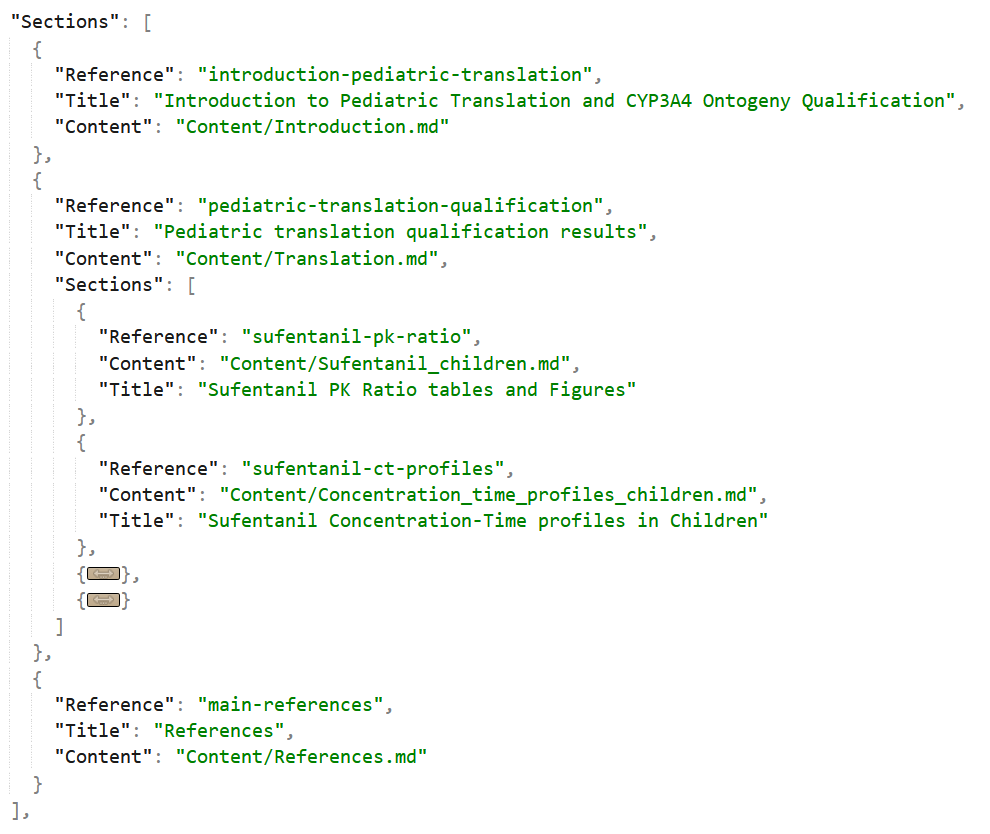 "Sections": [
{
"Reference": "introduction-pediatric-translation",
"Title": "Introduction to Pediatric Translation and CYP3A4 Ontogeny Qualification",
"Content": "Content/Introduction.md"
},
{
"Reference": "pediatric-translation-qualification",
"Title": "Pediatric translation qualification results",
"Content": "Content/Translation.md",
"Sections": [
{
"Reference": "sufentanil-pk-ratio",
"Content": "Content/Sufentanil_children.md",
"Title": "Sufentanil PK Ratio tables and Figures"
},
{
"Reference": "sufentanil-ct-profiles",
"Content": "Content/Concentration_time_profiles_children.md",
"Title": "Sufentanil Concentration-Time profiles in Children"
},
{↔},
{↔}
]
},
{
"Reference": "main-references",
"Title": "References",
"Content": "Content/References.md"
}
],